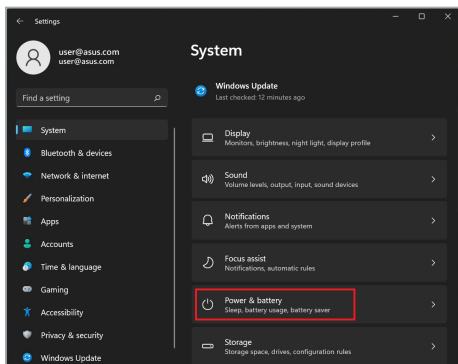 Settings
user@asus.com
user@asus.com
Find a setting
System
Bluetooth & devices
Network & internet
Personalization
Apps
Accounts
Time & language
Gaming
Accessibility
Privacy & security
Windows Update
System
Windows Update
Last checked: 12 minutes ago
Display
Monitors, brightness, night light, display profile
Sound
Volume levels, output, input, sound devices
Notifications
Alerts from apps and system
Focus assist
Notifications, automatic rules
Power & battery
Sleep, battery usage, battery saver
Storage
Storage space, drives, configuration rules